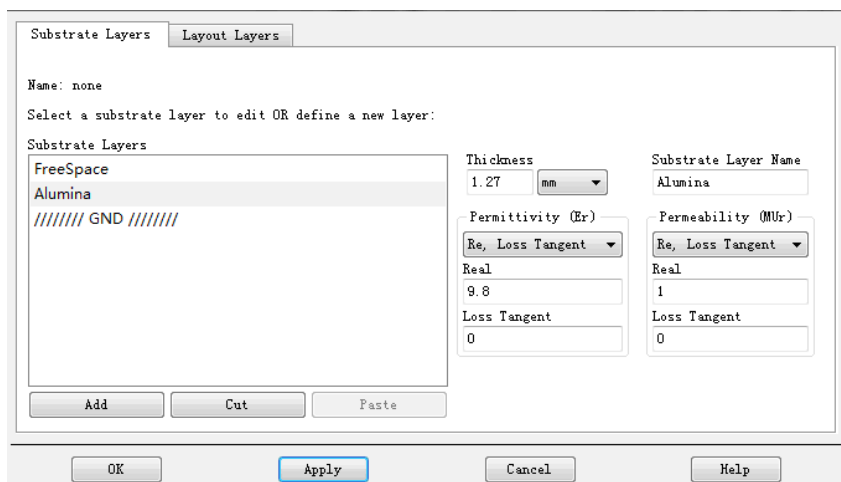 Substrate Layers
Layout Layers
Name: none
Select a substrate layer to edit OR define a new layer:
Substrate Layers
FreeSpace
Alumina
//////// GND ////////
Thickness
1.27
mm
Substrate Layer Name
Alumina
Permittivity (Er)
Re, Loss Tangent
Real
9.8
Loss Tangent
0
Permeability (MUr)
Re, Loss Tangent
Real
1
Loss Tangent
0
Add
Cut
Paste
OK
Apply
Cancel
Help